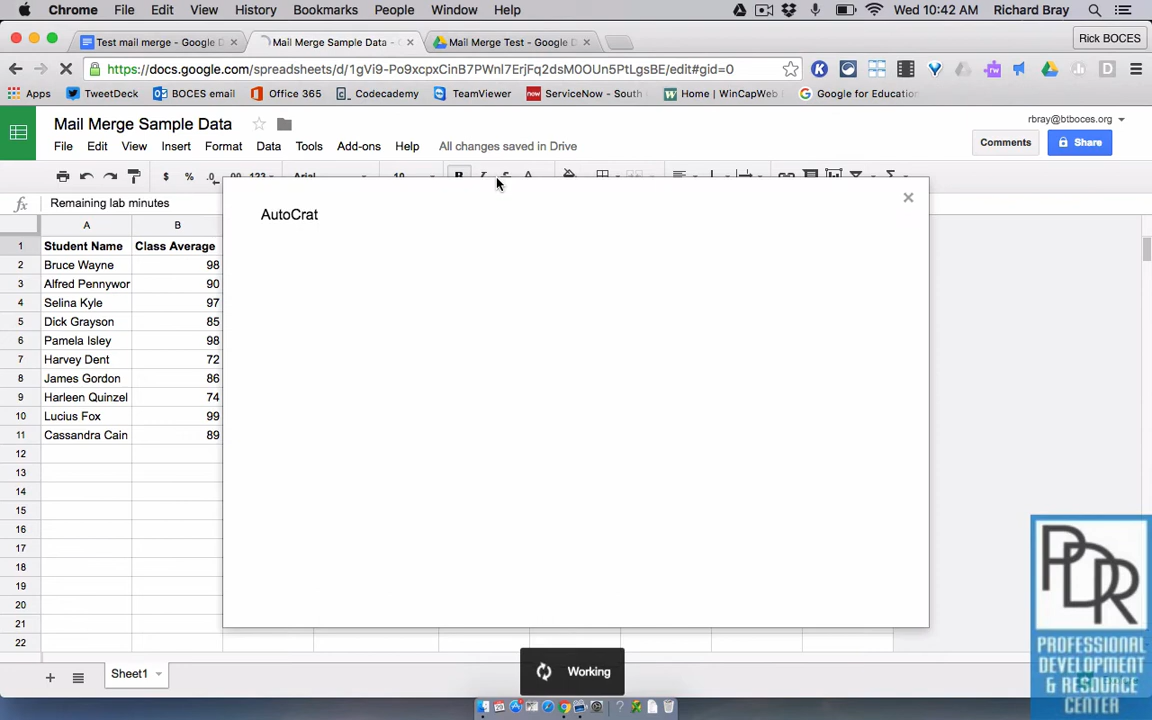 Chrome File Edit View History Bookmarks People Window Help Wed 10:42 AM Richard Bray
Test mail merge - Google D Mail Merge Sample Data - Mail Merge Test - Google D Rick BOCES
https://docs.google.com/spreadsheets/d/1gVi9-Po9xcpxCinB7PWnl7ErjFq2dsM0OUn5PtLgsBE/edit#gid=0
Apps TweetDeck BOCES email Office 365 Codecademy TeamViewer ServiceNow - South Home | WinCapWeb Google for Education
Mail Merge Sample Data
rbray@btboces.org
File Edit View Insert Format Data Tools Add-ons Help All changes saved in Drive
Comments Share
$ % .0
fx Remaining lab minutes
AutoCrat
A B
1 Student Name Class Average
2 Bruce Wayne 98
3 Alfred Pennywor 90
4 Selina Kyle 97
5 Dick Grayson 85
6 Pamela Isley 98
7 Harvey Dent 72
8 James Gordon 86
9 Harleen Quinzel 74
10 Lucius Fox 99
11 Cassandra Cain 89
12
13
14
15
16
17
18
19
20
21
22
Working
Sheet1
PDRC
PROFESSIONAL
DEVELOPMENT
& RESOURCE
CENTER